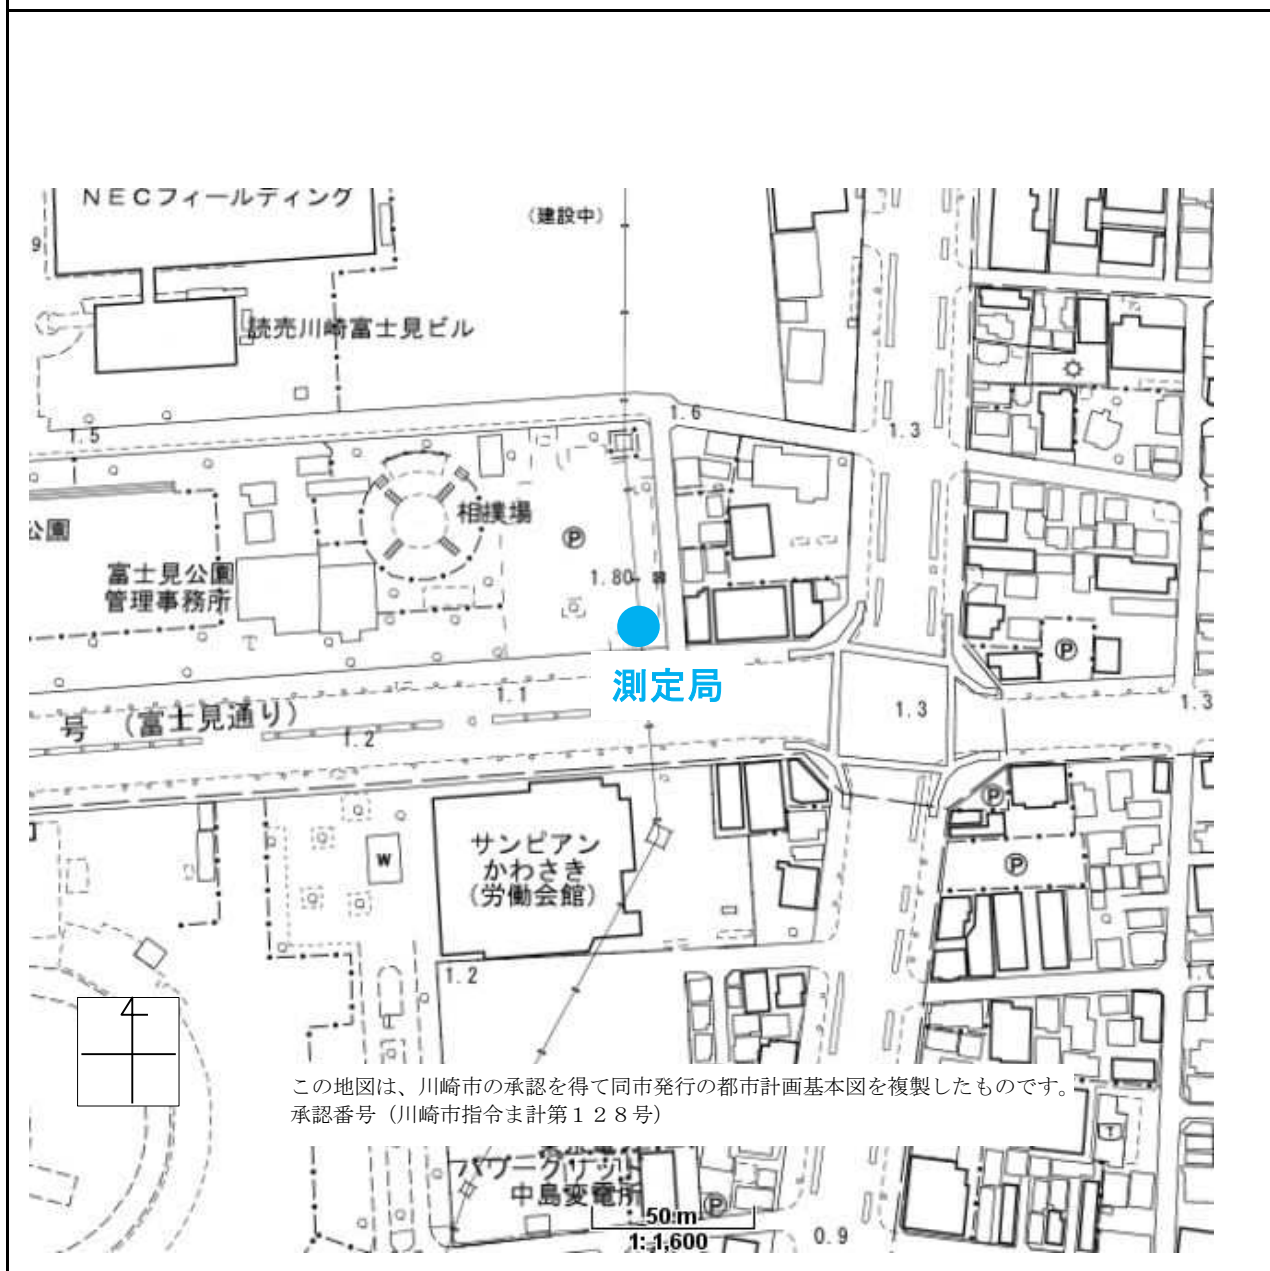 NECフィールディング
(建設中)
9
読売川崎富士見ビル
1.6
1.5
1.3
相撲場
公園
P
富士見公園
管理事務所
1.80
P
測定局
1.1
1.3
1.3
号 (富士見通り)
1.2
P
サンピアン
かわさき
(労働会館)
W
P
1.2
この地図は、川崎市の承認を得て同市発行の都市計画基本図を複製したものです。
承認番号（川崎市指令ま計第１２８号）
T
パワーグリッド
中島変電所
P
50 m
1: 1,600
0.9